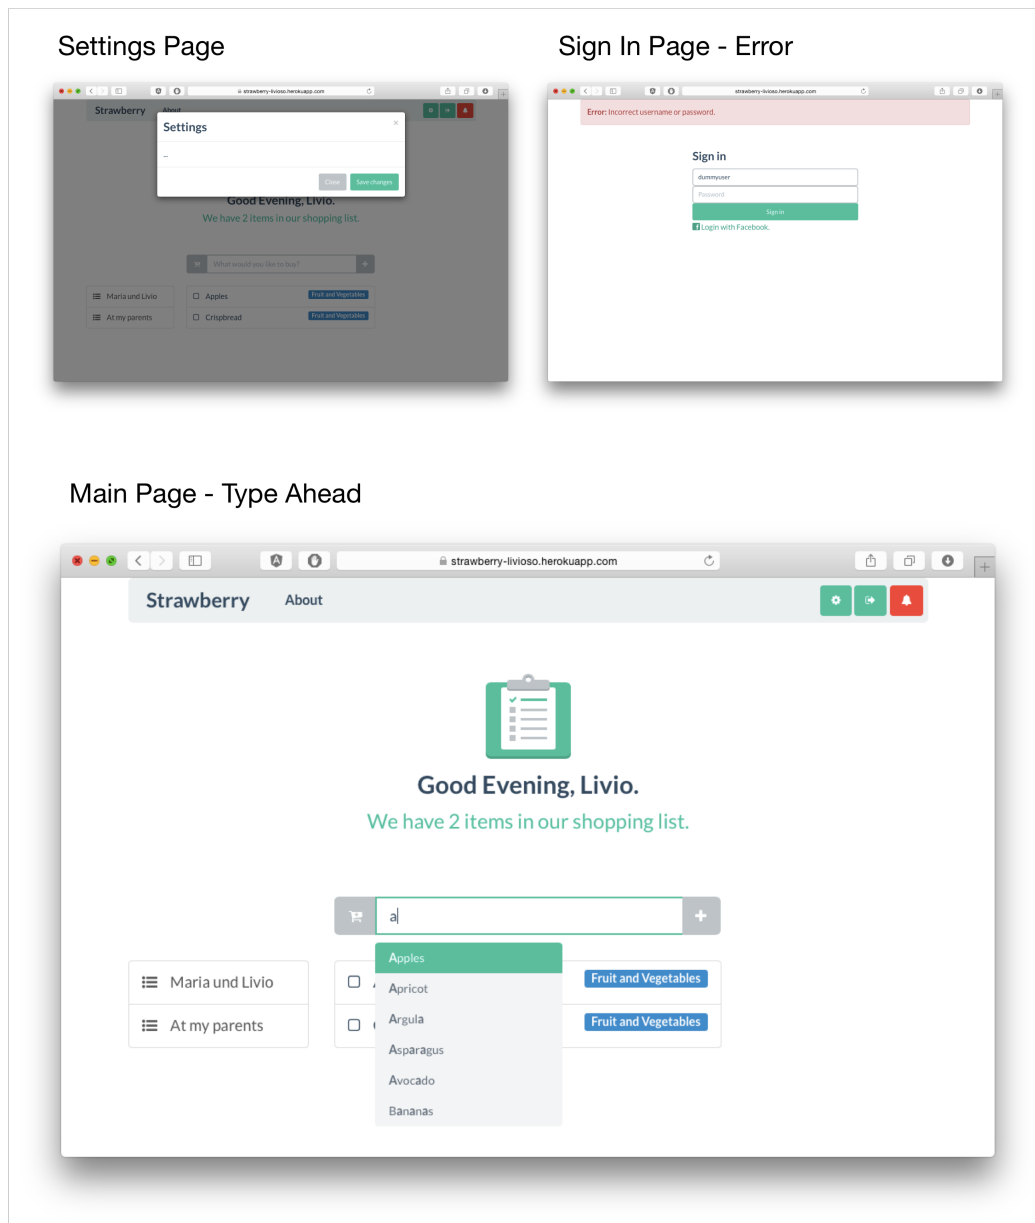 Settings Page
Sign In Page - Error
strawberry-livioso.herokuapp.com
Strawberry About
Settings
×
...
Close Save changes
Good Evening, Livio.
We have 2 items in our shopping list.
What would you like to buy?
Maria und Livio
At my parents
Apples Fruit and Vegetables
Crispbread Fruit and Vegetables
strawberry-livioso.herokuapp.com
Error: Incorrect username or password.
Sign in
dummyuser
Password
Sign in
Login with Facebook.
Main Page - Type Ahead
strawberry-livioso.herokuapp.com
Strawberry About
Good Evening, Livio.
We have 2 items in our shopping list.
a
Apples
Apricot
Argula
Asparagus
Avocado
Bananas
Maria und Livio
At my parents
Fruit and Vegetables
Fruit and Vegetables